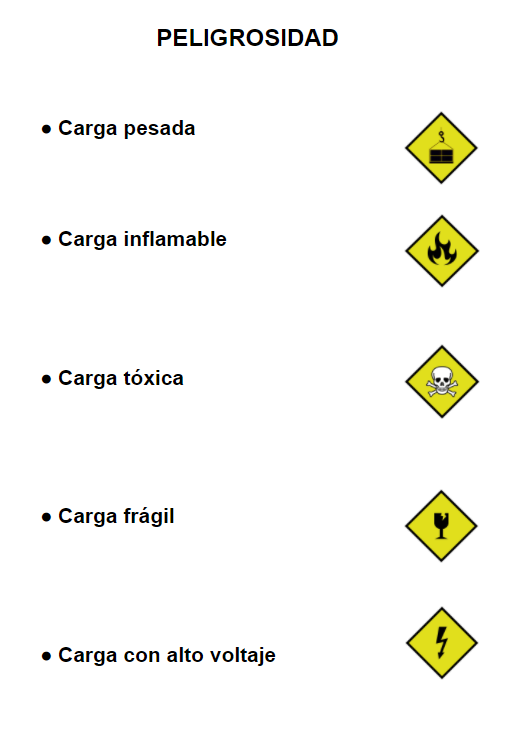 PELIGROSIDAD
● Carga pesada
● Carga inflamable
● Carga tóxica
● Carga frágil
● Carga con alto voltaje